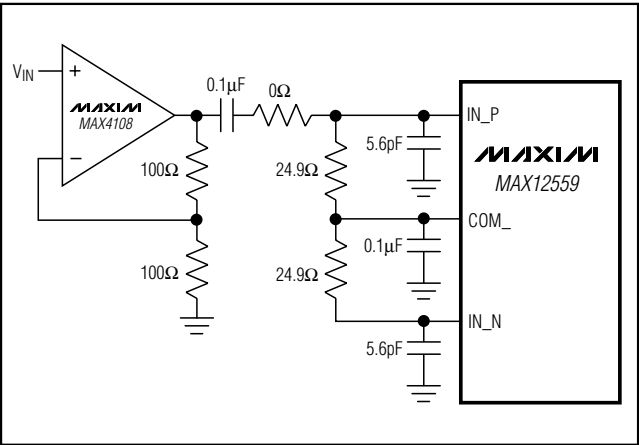 V_IN
+
MAXIM
MAX4108
−
0.1μF
0Ω
100Ω
100Ω
24.9Ω
24.9Ω
5.6pF
0.1μF
5.6pF
IN_P
MAXIM
MAX12559
COM_
IN_N